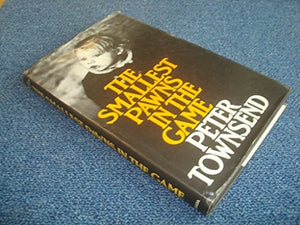 THE
SMALLEST
PAWNS
IN THE
GAME
PETER
TOWNSEND
THE SMALLEST PAWNS IN THE GAME